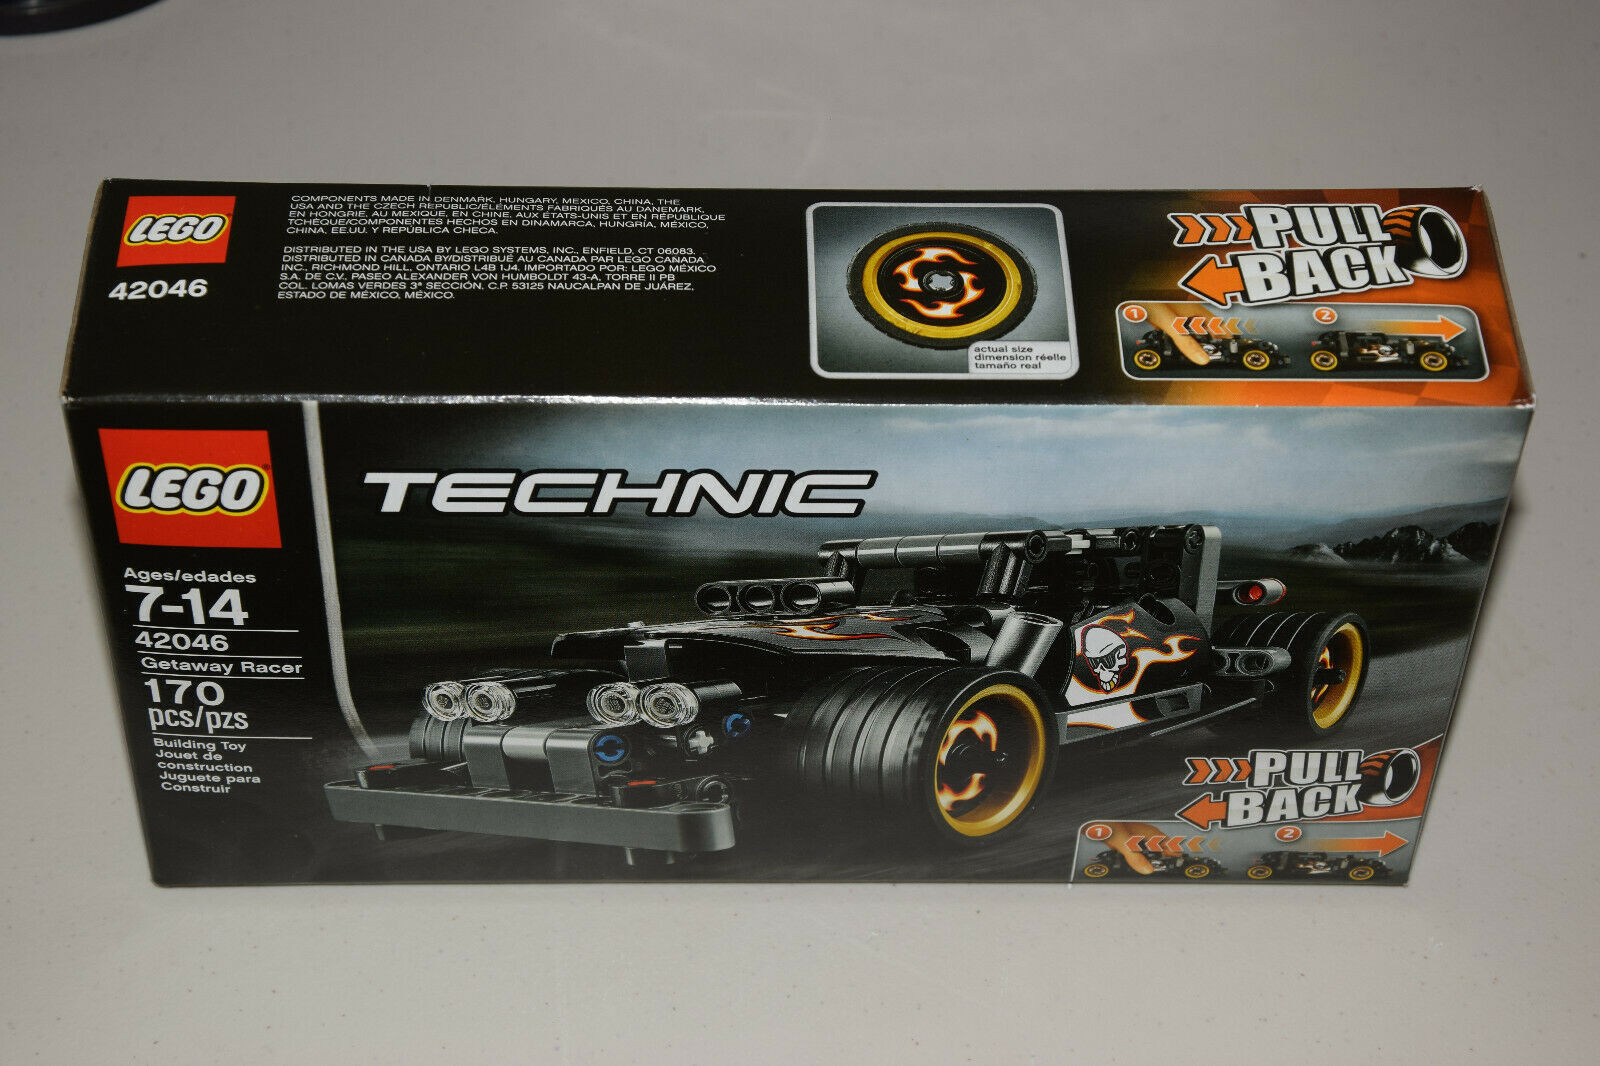 LEGO
42046
COMPONENTS MADE IN DENMARK, HUNGARY, MEXICO, CHINA, THE
USA AND THE CZECH REPUBLIC/ÉLÉMENTS FABRIQUÉS AU DANEMARK,
EN HONGRIE, AU MEXIQUE, EN CHINE, AUX ÉTATS-UNIS ET EN RÉPUBLIQUE
TCHÈQUE/COMPONENTES HECHOS EN DINAMARCA, HUNGRÍA, MÉXICO,
CHINA, EE.UU. Y REPÚBLICA CHECA.
DISTRIBUTED IN THE USA BY LEGO SYSTEMS, INC., ENFIELD, CT 06083.
DISTRIBUTED IN CANADA BY/DISTRIBUÉ AU CANADA PAR LEGO CANADA
INC., RICHMOND HILL, ONTARIO L4B 1J4. IMPORTADO POR: LEGO MÉXICO
S.A. DE C.V., PASEO ALEXANDER VON HUMBOLDT 43-A, TORRE II PB
COL. LOMAS VERDES 3ª SECCIÓN, C.P. 53125 NAUCALPAN DE JUÁREZ,
ESTADO DE MÉXICO, MÉXICO.
actual size
dimension réelle
tamaño real
PULL
BACK
1 2
LEGO®
TECHNIC
Ages/edades
7-14
42046
Getaway Racer
170
pcs/pzs
Building Toy
Jouet de
construction
Juguete para
Construir
PULL
BACK
1 2